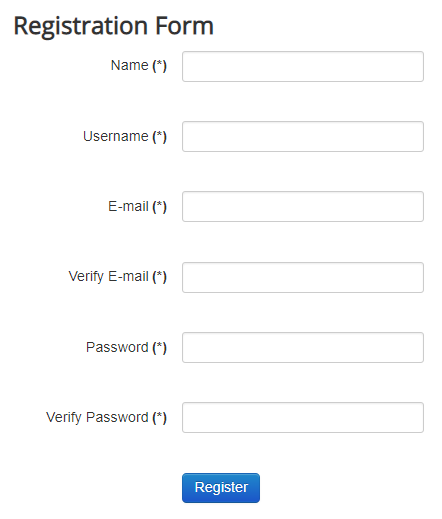 Registration Form
Name (*)
Username (*)
E-mail (*)
Verify E-mail (*)
Password (*)
Verify Password (*)
Register